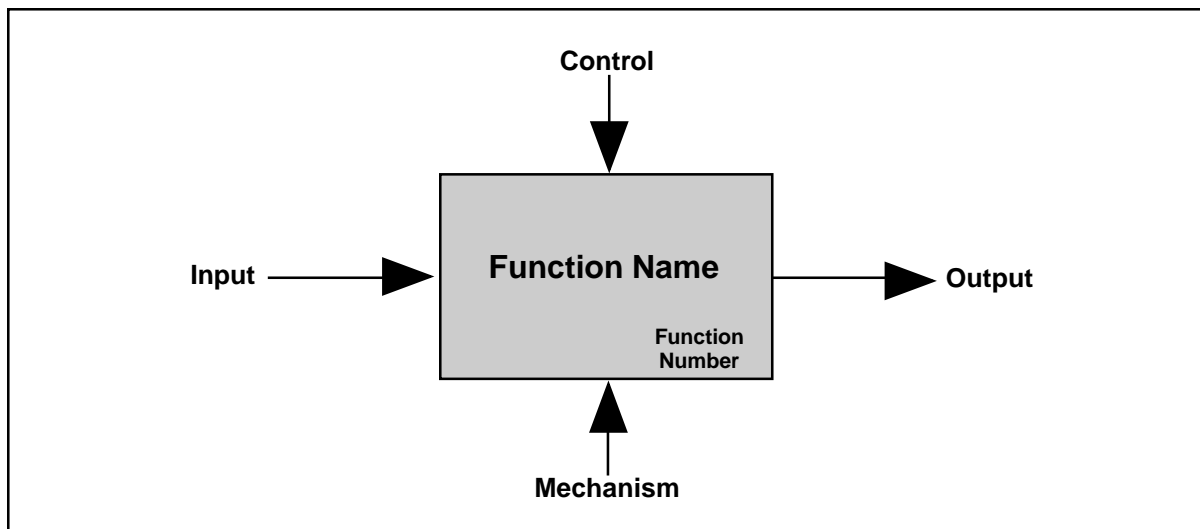 Control
Input
Function Name
Output
Function
Number
Mechanism